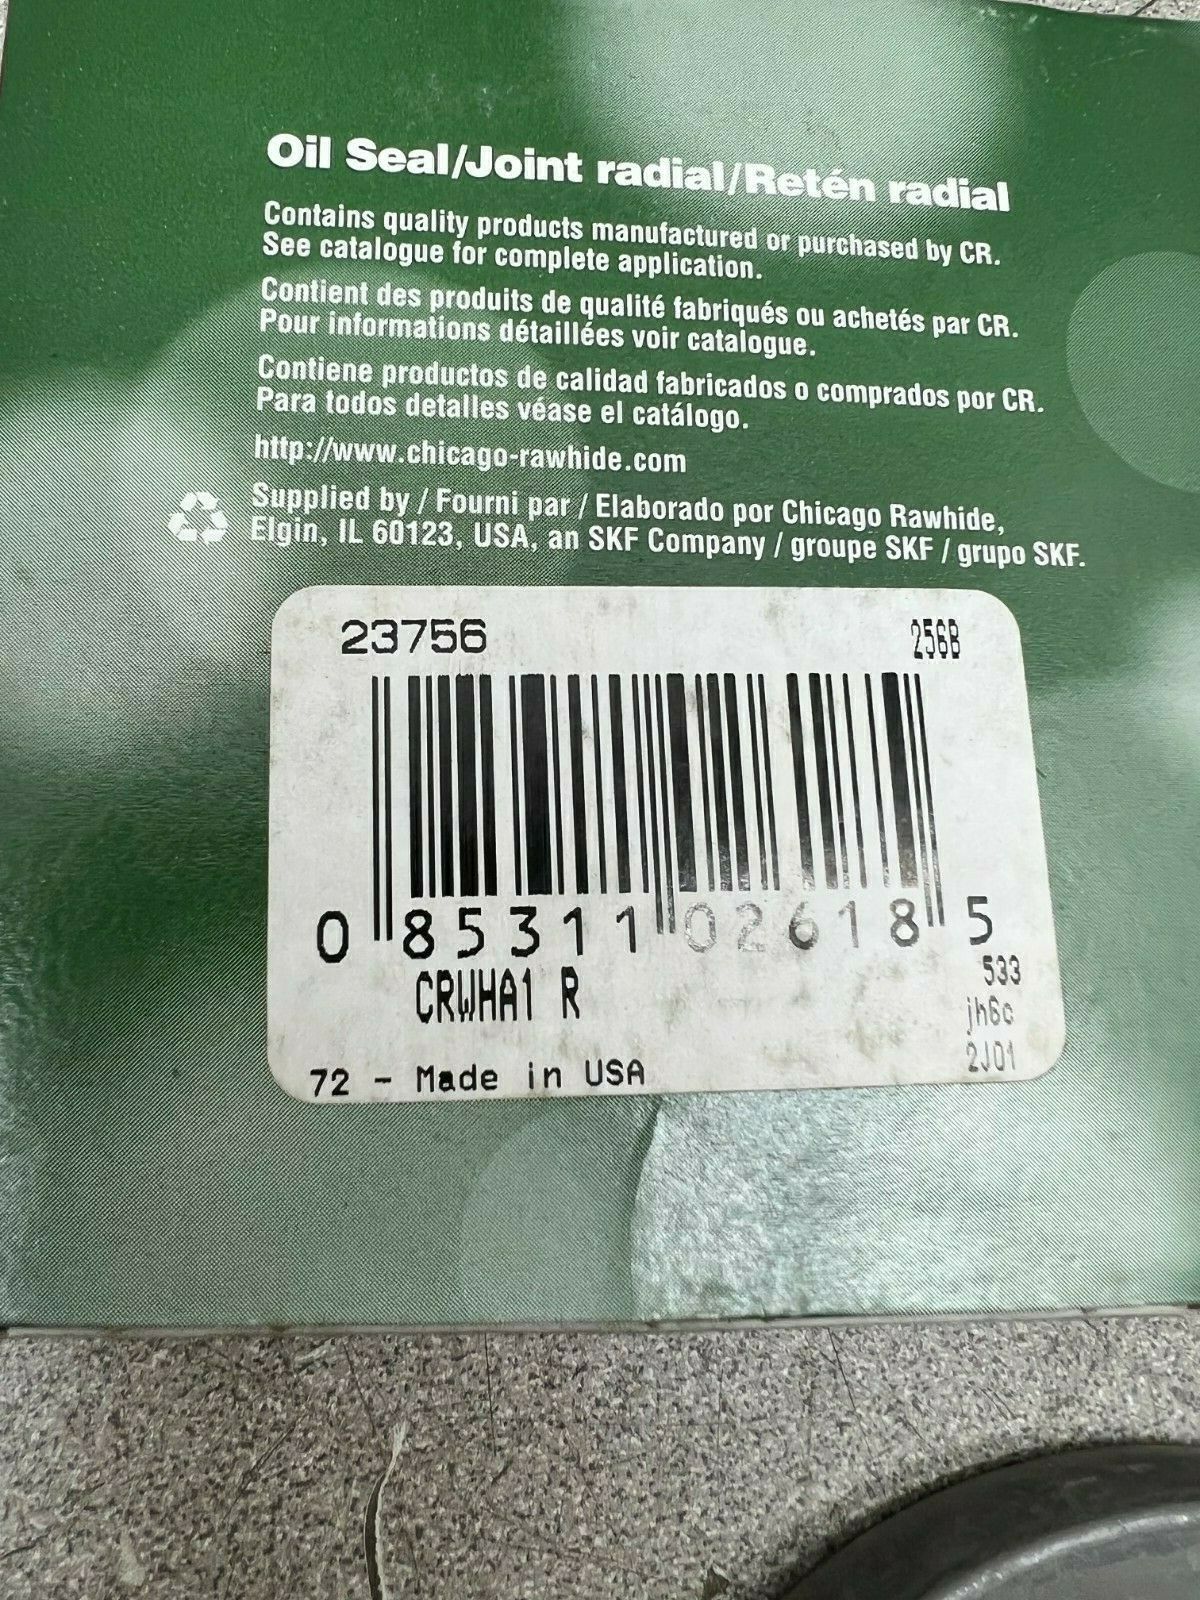 Oil Seal/Joint radial/Retén radial
Contains quality products manufactured or purchased by CR.
See catalogue for complete application.
Contient des produits de qualité fabriqués ou achetés par CR.
Pour informations détaillées voir catalogue.
Contiene productos de calidad fabricados o comprados por CR.
Para todos detalles véase el catálogo.
http://www.chicago-rawhide.com
Supplied by / Fourni par / Elaborado por Chicago Rawhide,
Elgin, IL 60123, USA, an SKF Company / groupe SKF / grupo SKF.
23756 256B
0 85311 02618 5
CRWHA1 R 533
jh6c
72 - Made in USA 2J01